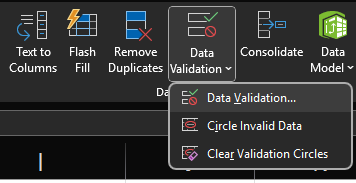 Text to
Columns
Flash
Fill
Remove
Duplicates
Data
Validation
Consolidate
Data
Model
Da
Data Validation...
Circle Invalid Data
Clear Validation Circles